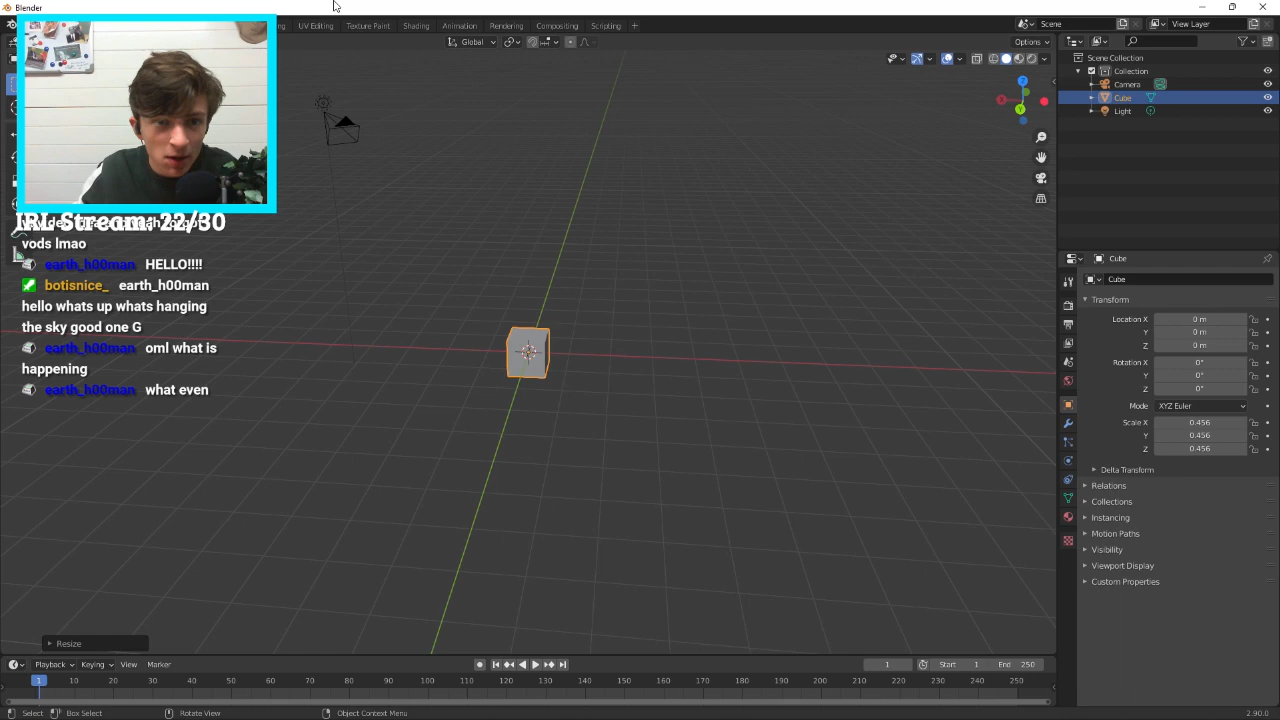 Blender
UV Editing
Texture Paint
Shading
Animation
Rendering
Compositing
Scripting
+
Scene
View Layer
Global
Options
Scene Collection
Collection
Camera
Cube
Light
X
Y
Z
IRL Stream: 22/30
vods lmao
earth_h00man HELLO!!!!
botisnice_ earth_h00man
hello whats up whats hanging
the sky good one G
earth_h00man oml what is
happening
earth_h00man what even
Cube
Cube
Transform
Location X 0 m
Y 0 m
Z 0 m
Rotation X 0°
Y 0°
Z 0°
Mode XYZ Euler
Scale X 0.456
Y 0.456
Z 0.456
Delta Transform
Relations
Collections
Instancing
Motion Paths
Visibility
Viewport Display
Custom Properties
Resize
Playback Keying View Marker
1 Start 1 End 250
1 10 20 30 40 50 60 70 80 90 100 110 120 130 140 150 160 170 180 190 200 210 220 230 240 250
Select Box Select Rotate View Object Context Menu 2.90.0